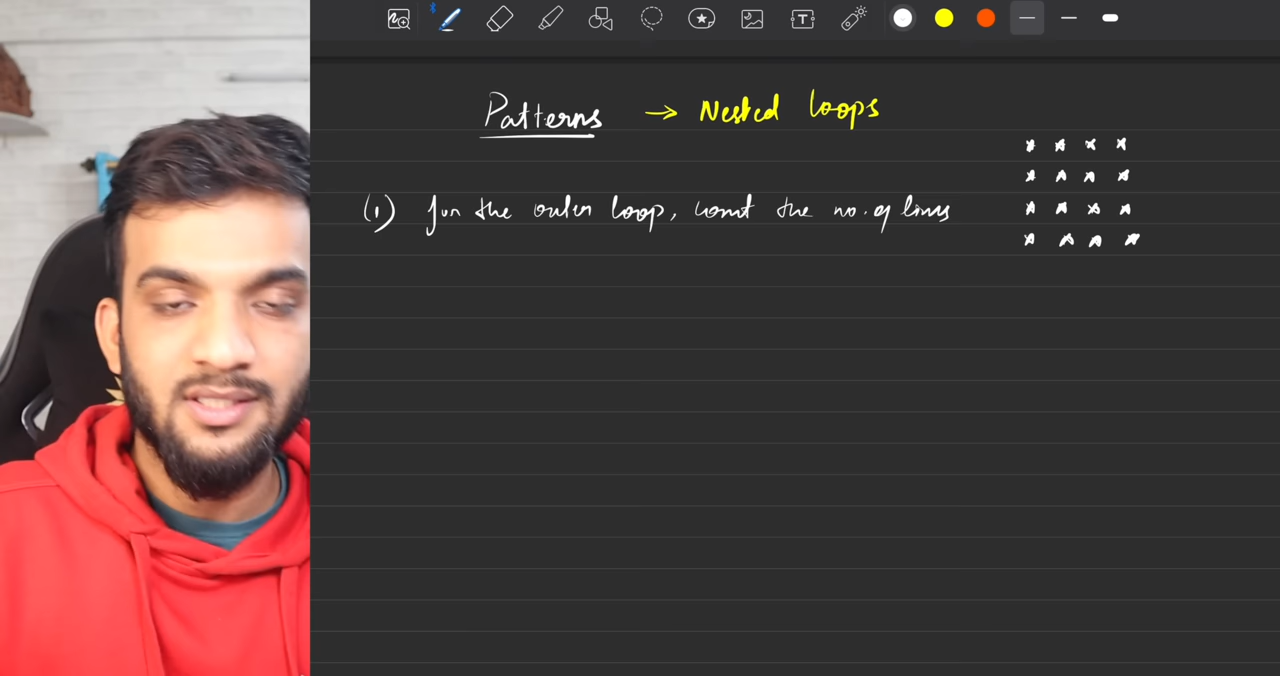 Patterns → Nested loops
(1) for the outer loop, count the no. of lines
* * * *
* * * *
* * * *
* * * *